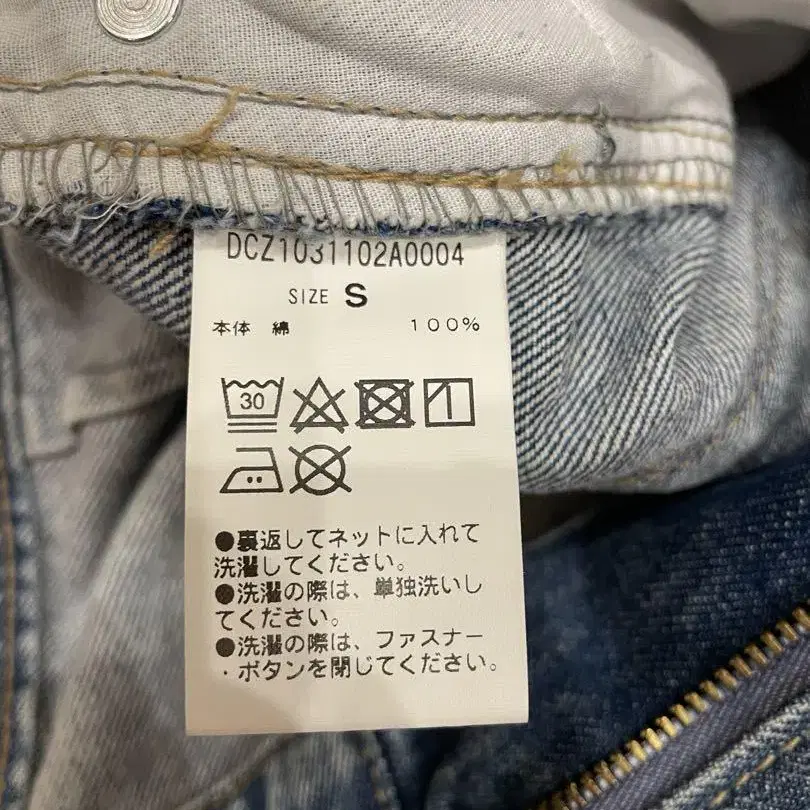 DCZ1031102A0004
SIZE S
本体 綿 100%
30
●裏返してネットに入れて
洗濯してください。
●洗濯の際は、単独洗いし
てください。
●洗濯の際は、ファスナー
・ボタンを閉じてください。